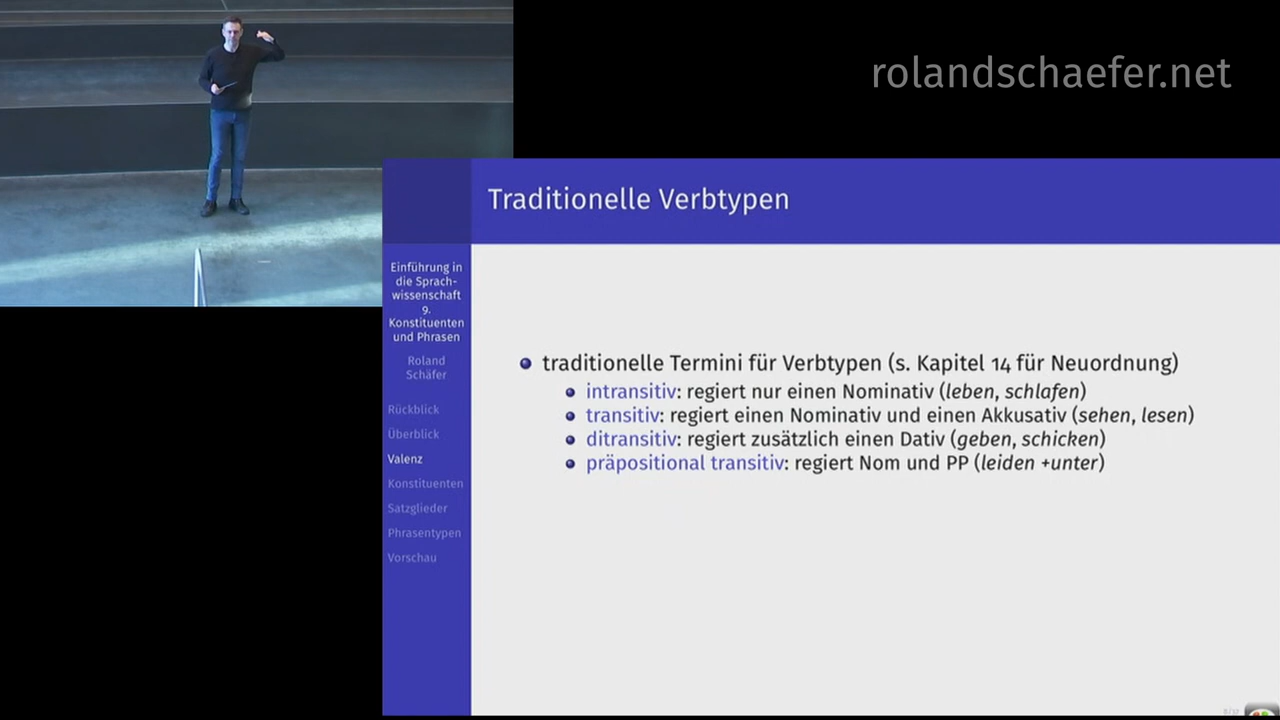 rolandschaefer.net
Traditionelle Verbtypen
Einführung in
die Sprach-
wissenschaft
9.
Konstituenten
und Phrasen
Roland
Schäfer
Rückblick
Überblick
Valenz
Konstituenten
Satzglieder
Phrasentypen
Vorschau
traditionelle Termini für Verbtypen (s. Kapitel 14 für Neuordnung)
intransitiv: regiert nur einen Nominativ (leben, schlafen)
transitiv: regiert einen Nominativ und einen Akkusativ (sehen, lesen)
ditransitiv: regiert zusätzlich einen Dativ (geben, schicken)
präpositional transitiv: regiert Nom und PP (leiden +unter)